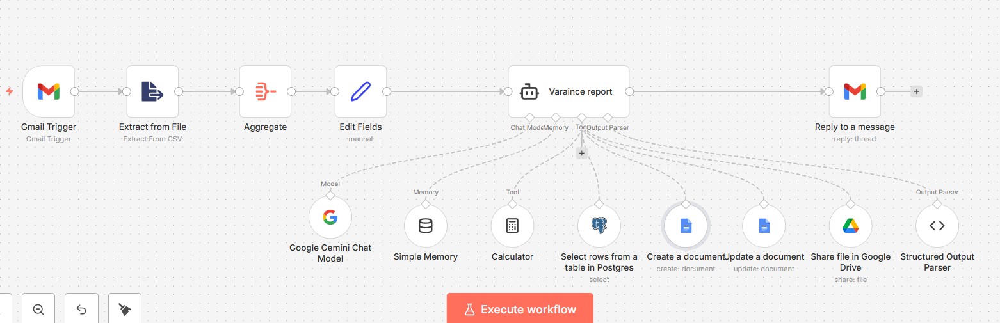 Varaince report
Gmail Trigger
Gmail Trigger
Extract from File
Extract From CSV
Aggregate
Edit Fields
manual
Chat Mode
Memory
Too
Output Parser
Reply to a message
reply: thread
+
+
Model
Memory
Tool
Output Parser
Google Gemini Chat
Model
Simple Memory
Calculator
Select rows from a
table in Postgres
select
Create a document
create: document
Update a document
update: document
Share file in Google
Drive
share: file
Structured Output
Parser
Execute workflow